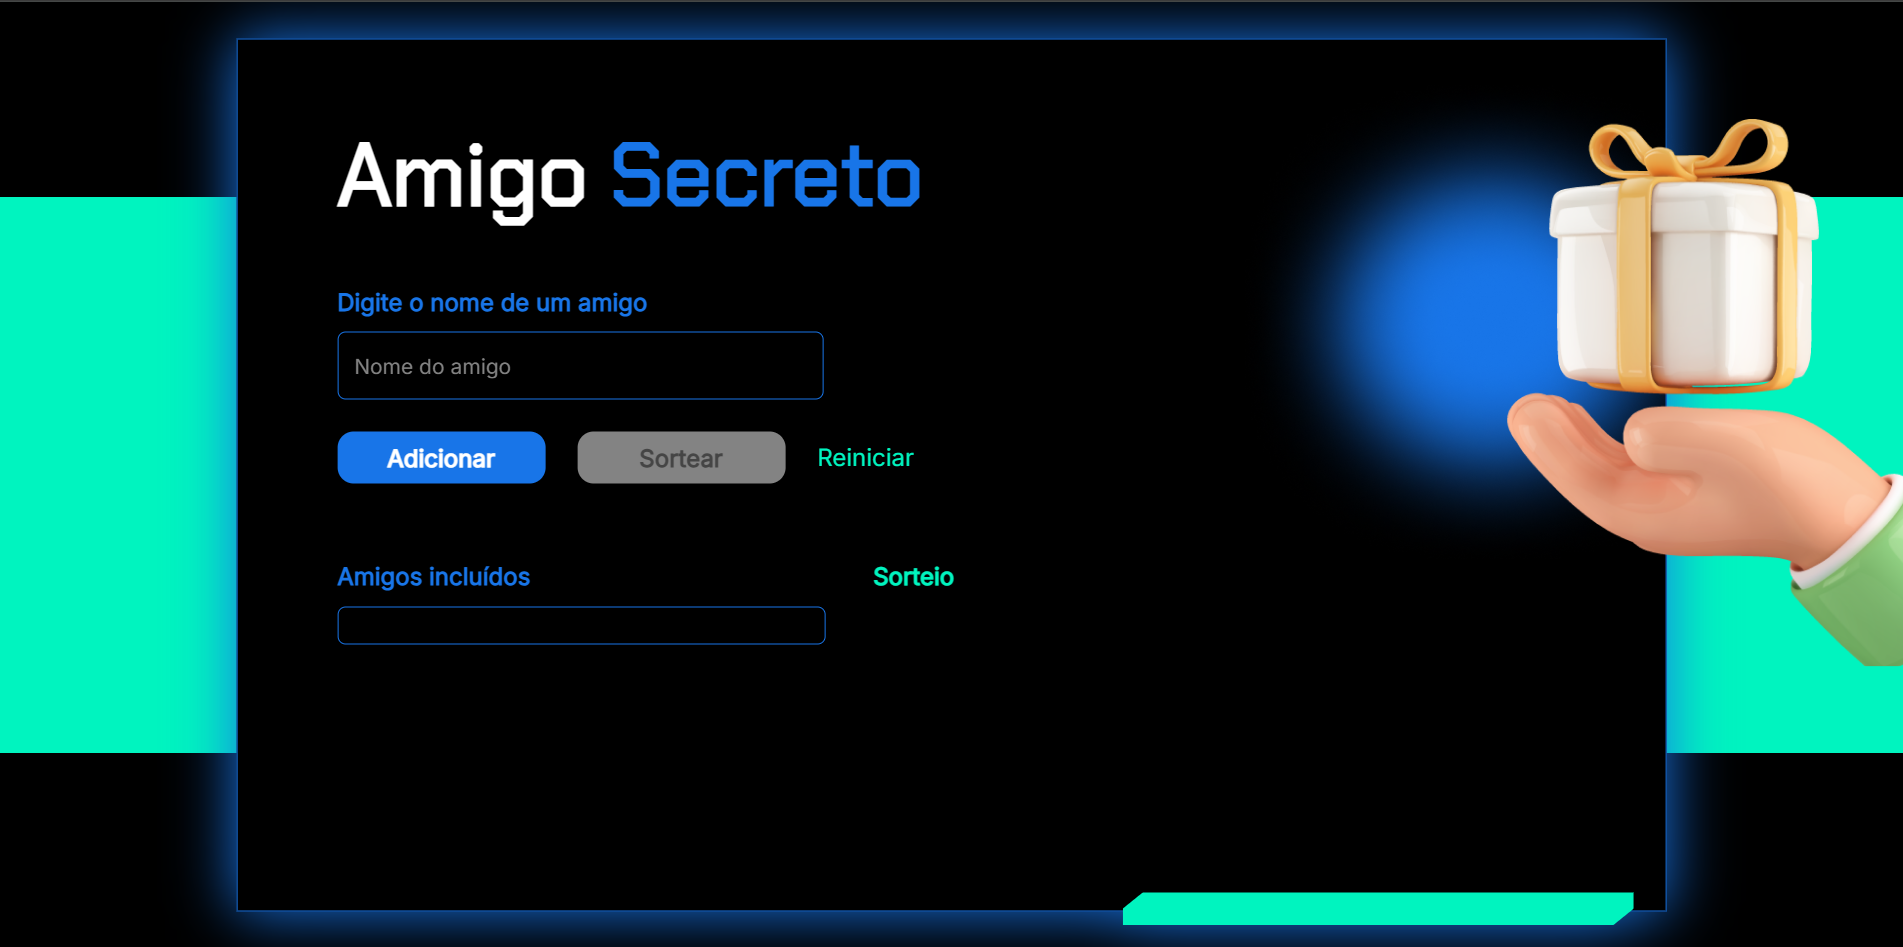 Amigo Secreto
Digite o nome de um amigo
Nome do amigo
Adicionar
Sortear
Reiniciar
Amigos incluídos
Sorteio